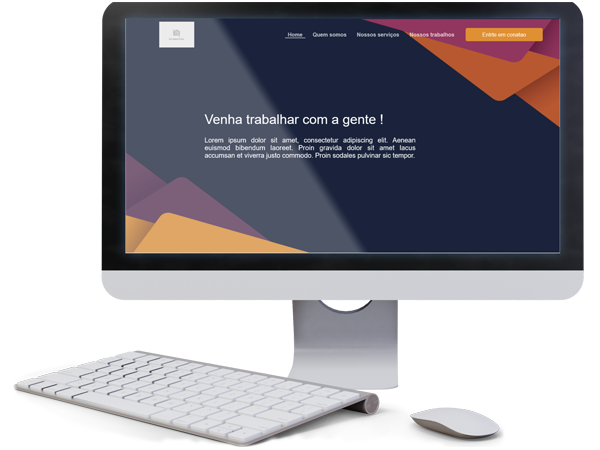 Home Quem somos Nossos serviços Nossos trabalhos Entrte em conatao
Venha trabalhar com a gente !
Lorem ipsum dolor sit amet, consectetur adipiscing elit. Aenean
euismod bibendum laoreet. Proin gravida dolor sit amet lacus
accumsan et viverra justo commodo. Proin sodales pulvinar sic tempor.